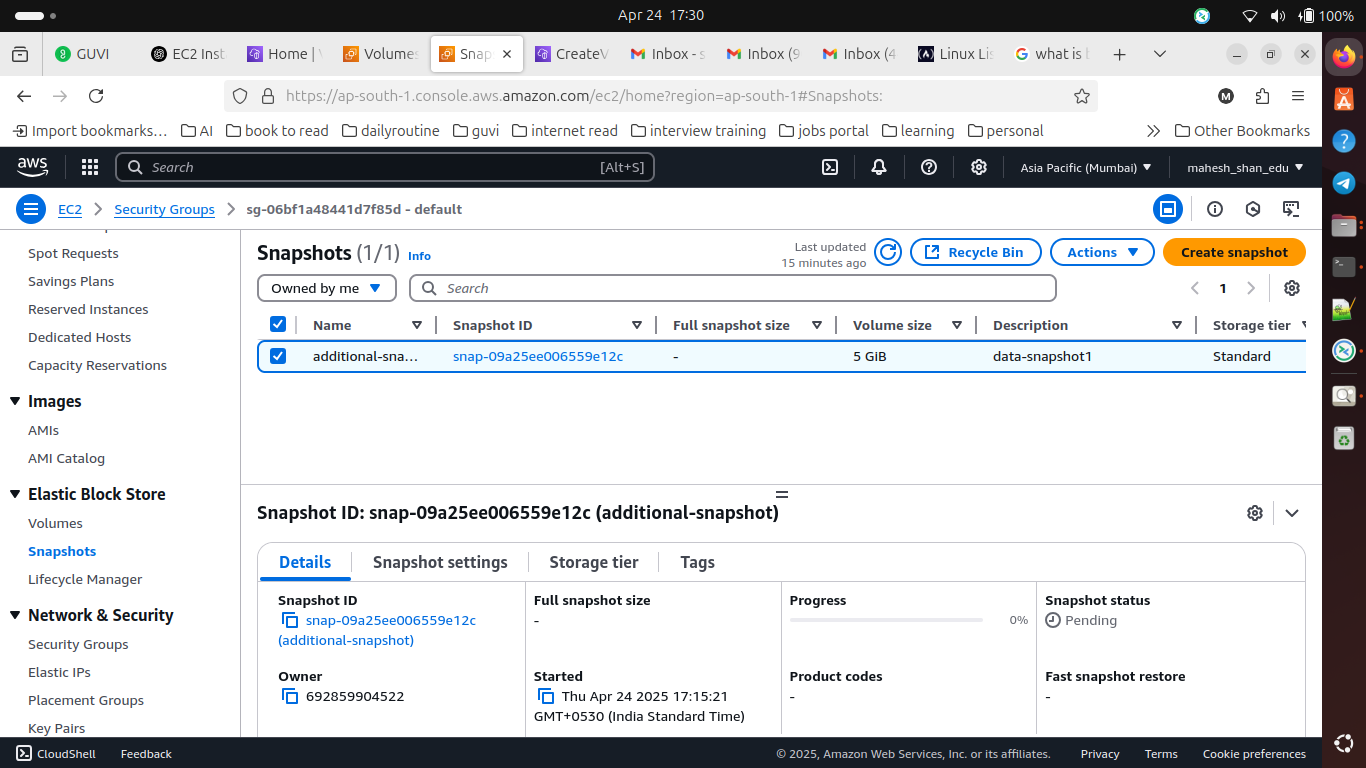 Apr 24 17:30
100%
GUVI
EC2 Inst
Home |
Volumes
Snap
CreateV
Inbox - s
Inbox (9
Inbox (4
Linux Lis
what is b
https://ap-south-1.console.aws.amazon.com/ec2/home?region=ap-south-1#Snapshots:
M
Import bookmarks...
AI
book to read
dailyroutine
guvi
internet read
interview training
jobs portal
learning
personal
Other Bookmarks
aws
Search
[Alt+S]
Asia Pacific (Mumbai)
mahesh_shan_edu
EC2
Security Groups
sg-06bf1a48441d7f85d - default
Spot Requests
Savings Plans
Reserved Instances
Dedicated Hosts
Capacity Reservations
Images
AMIs
AMI Catalog
Elastic Block Store
Volumes
Snapshots
Lifecycle Manager
Network & Security
Security Groups
Elastic IPs
Placement Groups
Key Pairs
Snapshots (1/1) Info
Last updated
15 minutes ago
Recycle Bin
Actions
Create snapshot
Owned by me
Search
1
Name
Snapshot ID
Full snapshot size
Volume size
Description
Storage tier
additional-sna...
snap-09a25ee006559e12c
-
5 GiB
data-snapshot1
Standard
Snapshot ID: snap-09a25ee006559e12c (additional-snapshot)
Details
Snapshot settings
Storage tier
Tags
Snapshot ID
snap-09a25ee006559e12c
(additional-snapshot)
Full snapshot size
-
Progress
0%
Snapshot status
Pending
Owner
692859904522
Started
Thu Apr 24 2025 17:15:21
GMT+0530 (India Standard Time)
Product codes
-
Fast snapshot restore
-
CloudShell
Feedback
© 2025, Amazon Web Services, Inc. or its affiliates.
Privacy
Terms
Cookie preferences